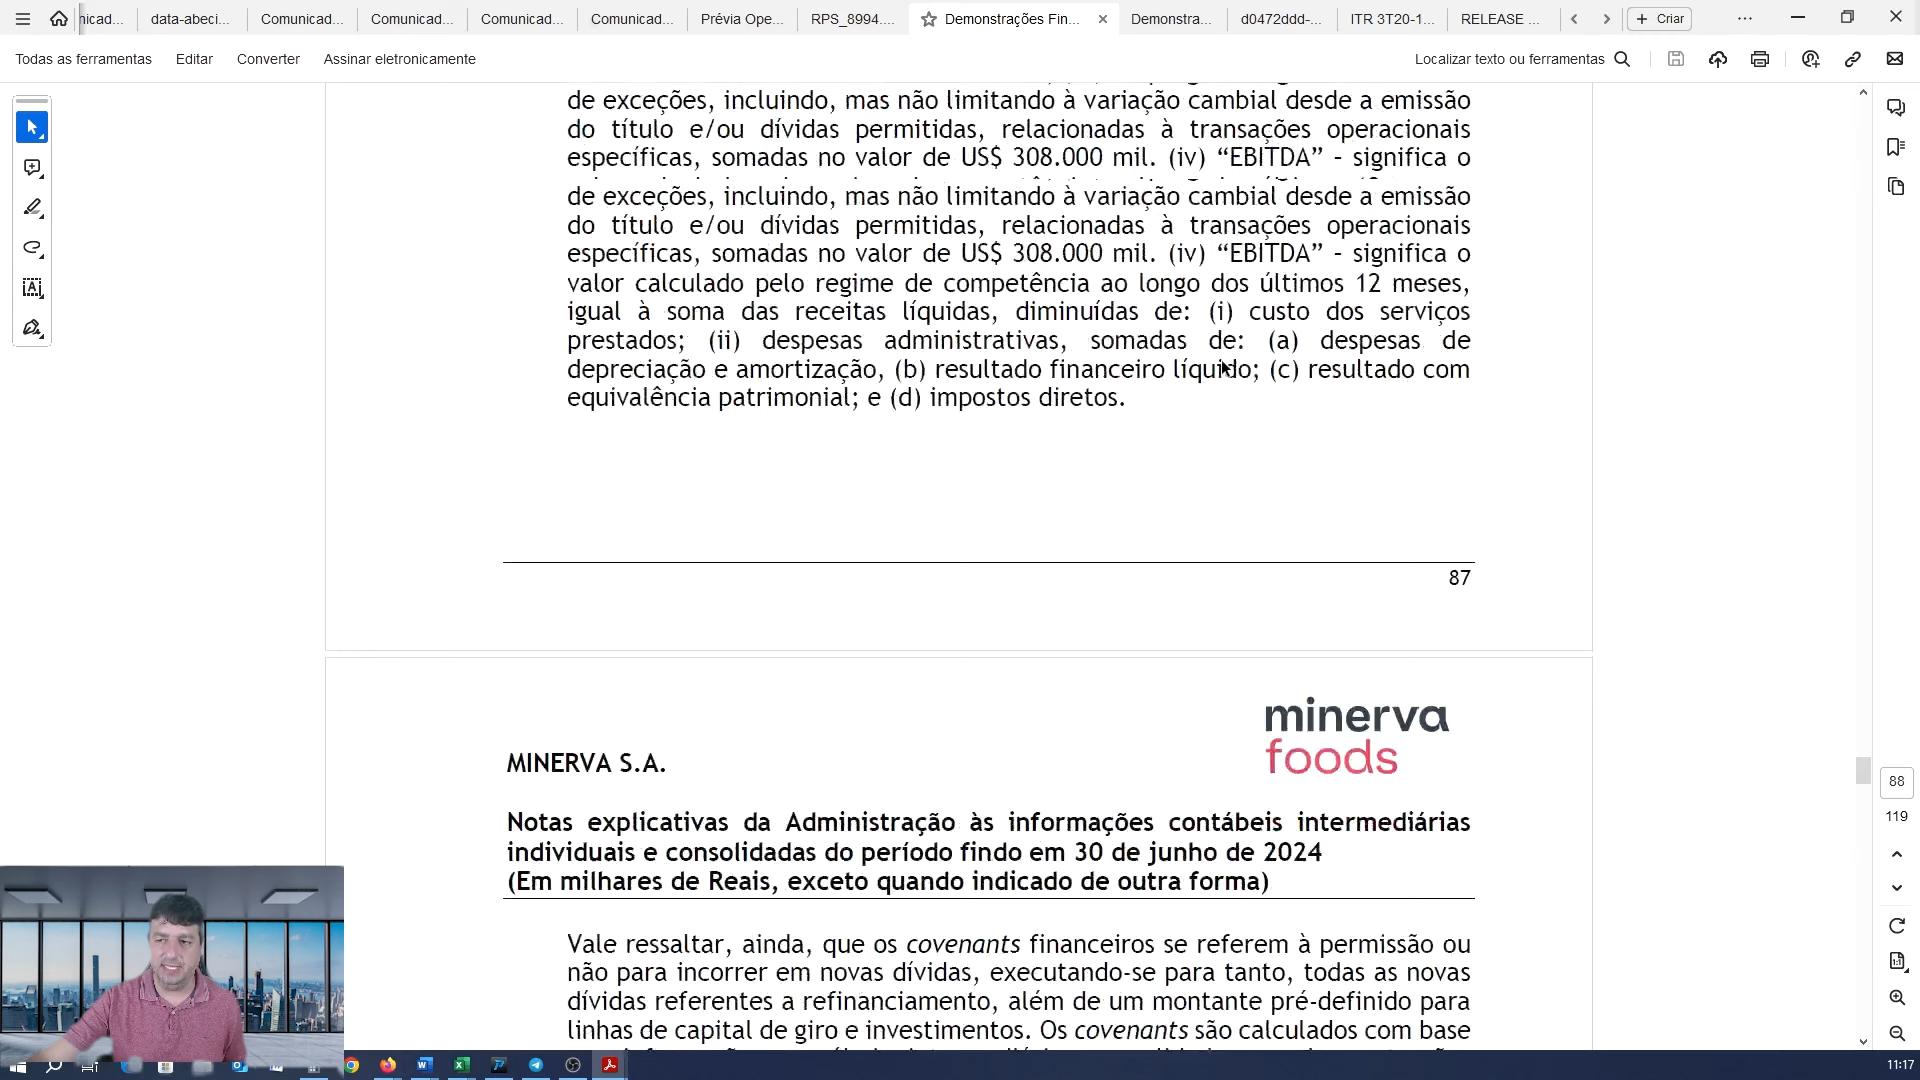 nicad...
data-abeci...
Comunicad...
Comunicad...
Comunicad...
Comunicad...
Prévia Ope...
RPS_8994....
Demonstrações Fin...
Demonstra...
d0472ddd-...
ITR 3T20-1...
RELEASE ...
Criar
Todas as ferramentas
Editar
Converter
Assinar eletronicamente
Localizar texto ou ferramentas
de exceções, incluindo, mas não limitando à variação cambial desde a emissão
do título e/ou dívidas permitidas, relacionadas à transações operacionais
específicas, somadas no valor de US$ 308.000 mil. (iv) “EBITDA” – significa o
de exceções, incluindo, mas não limitando à variação cambial desde a emissão
do título e/ou dívidas permitidas, relacionadas à transações operacionais
específicas, somadas no valor de US$ 308.000 mil. (iv) “EBITDA” – significa o
valor calculado pelo regime de competência ao longo dos últimos 12 meses,
igual à soma das receitas líquidas, diminuídas de: (i) custo dos serviços
prestados; (ii) despesas administrativas, somadas de: (a) despesas de
depreciação e amortização, (b) resultado financeiro líquido; (c) resultado com
equivalência patrimonial; e (d) impostos diretos.
87
minerva
foods
MINERVA S.A.
Notas explicativas da Administração às informações contábeis intermediárias
individuais e consolidadas do período findo em 30 de junho de 2024
(Em milhares de Reais, exceto quando indicado de outra forma)
Vale ressaltar, ainda, que os covenants financeiros se referem à permissão ou
não para incorrer em novas dívidas, executando-se para tanto, todas as novas
dívidas referentes a refinanciamento, além de um montante pré-definido para
linhas de capital de giro e investimentos. Os covenants são calculados com base
88
119
11:17